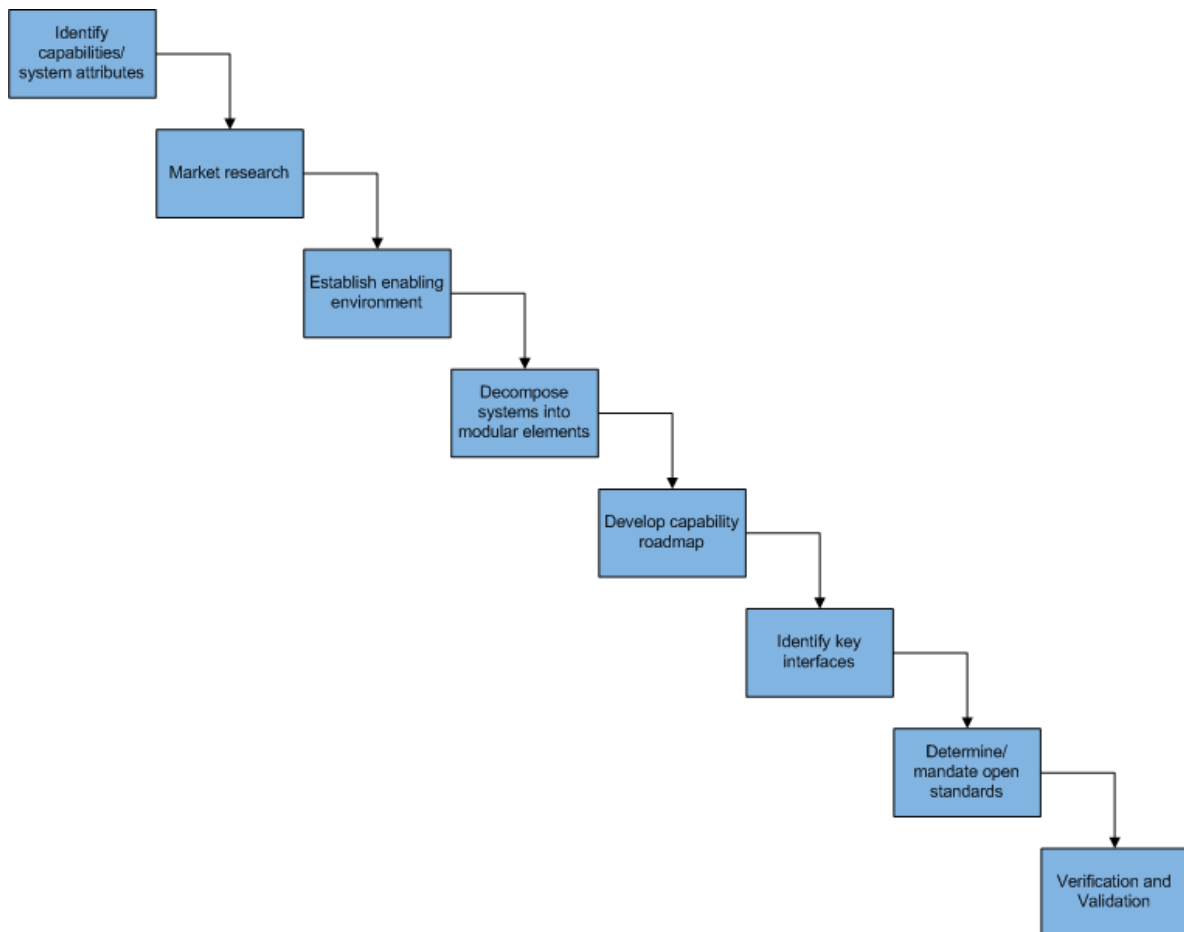 Identify
capabilities/
system attributes
Market research
Establish enabling
environment
Decompose
systems into
modular elements
Develop capability
roadmap
Identify key
interfaces
Determine/
mandate open
standards
Verification and
Validation